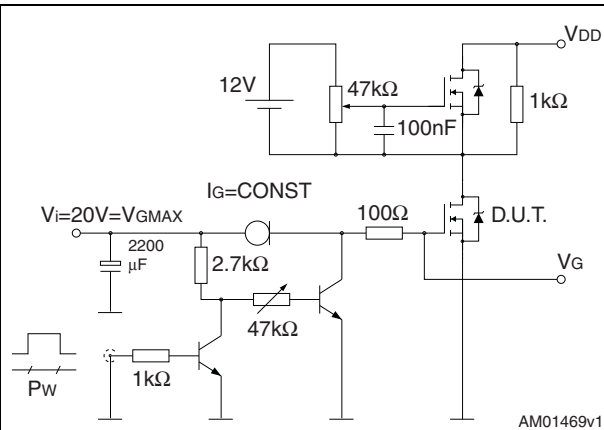 VDD
12V
47kΩ
1kΩ
100nF
IG=CONST
Vi=20V=VGMAX
100Ω
D.U.T.
2200
μF
2.7kΩ
VG
47kΩ
1kΩ
PW
AM01469v1